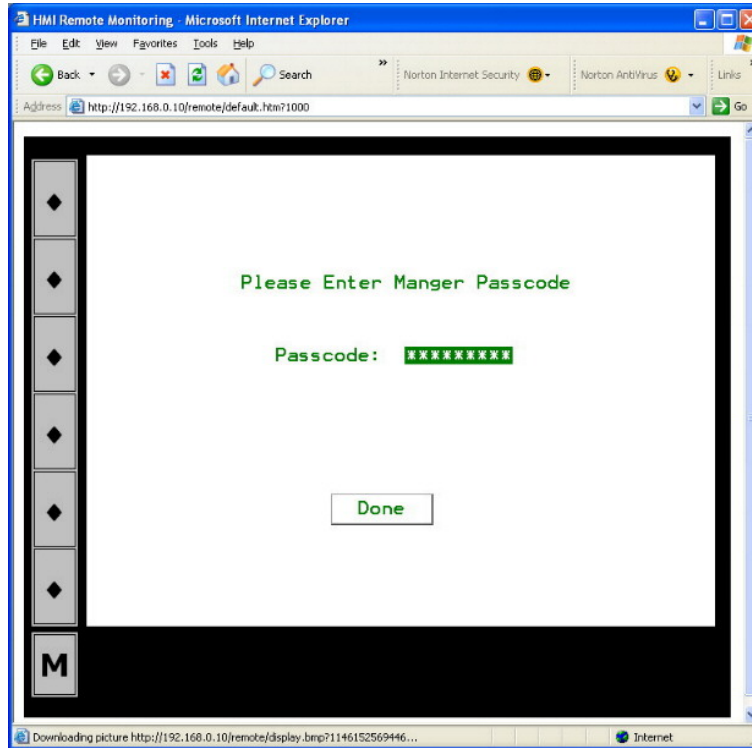 HMI Remote Monitoring - Microsoft Internet Explorer
File Edit View Favorites Tools Help
Back Search » Norton Internet Security Norton AntiVirus Links »
Address http://192.168.0.10/remote/default.htm?1000 Go
Please Enter Manger Passcode
Passcode: *********
Done
M
Downloading picture http://192.168.0.10/remote/display.bmp?1146152569446... Internet